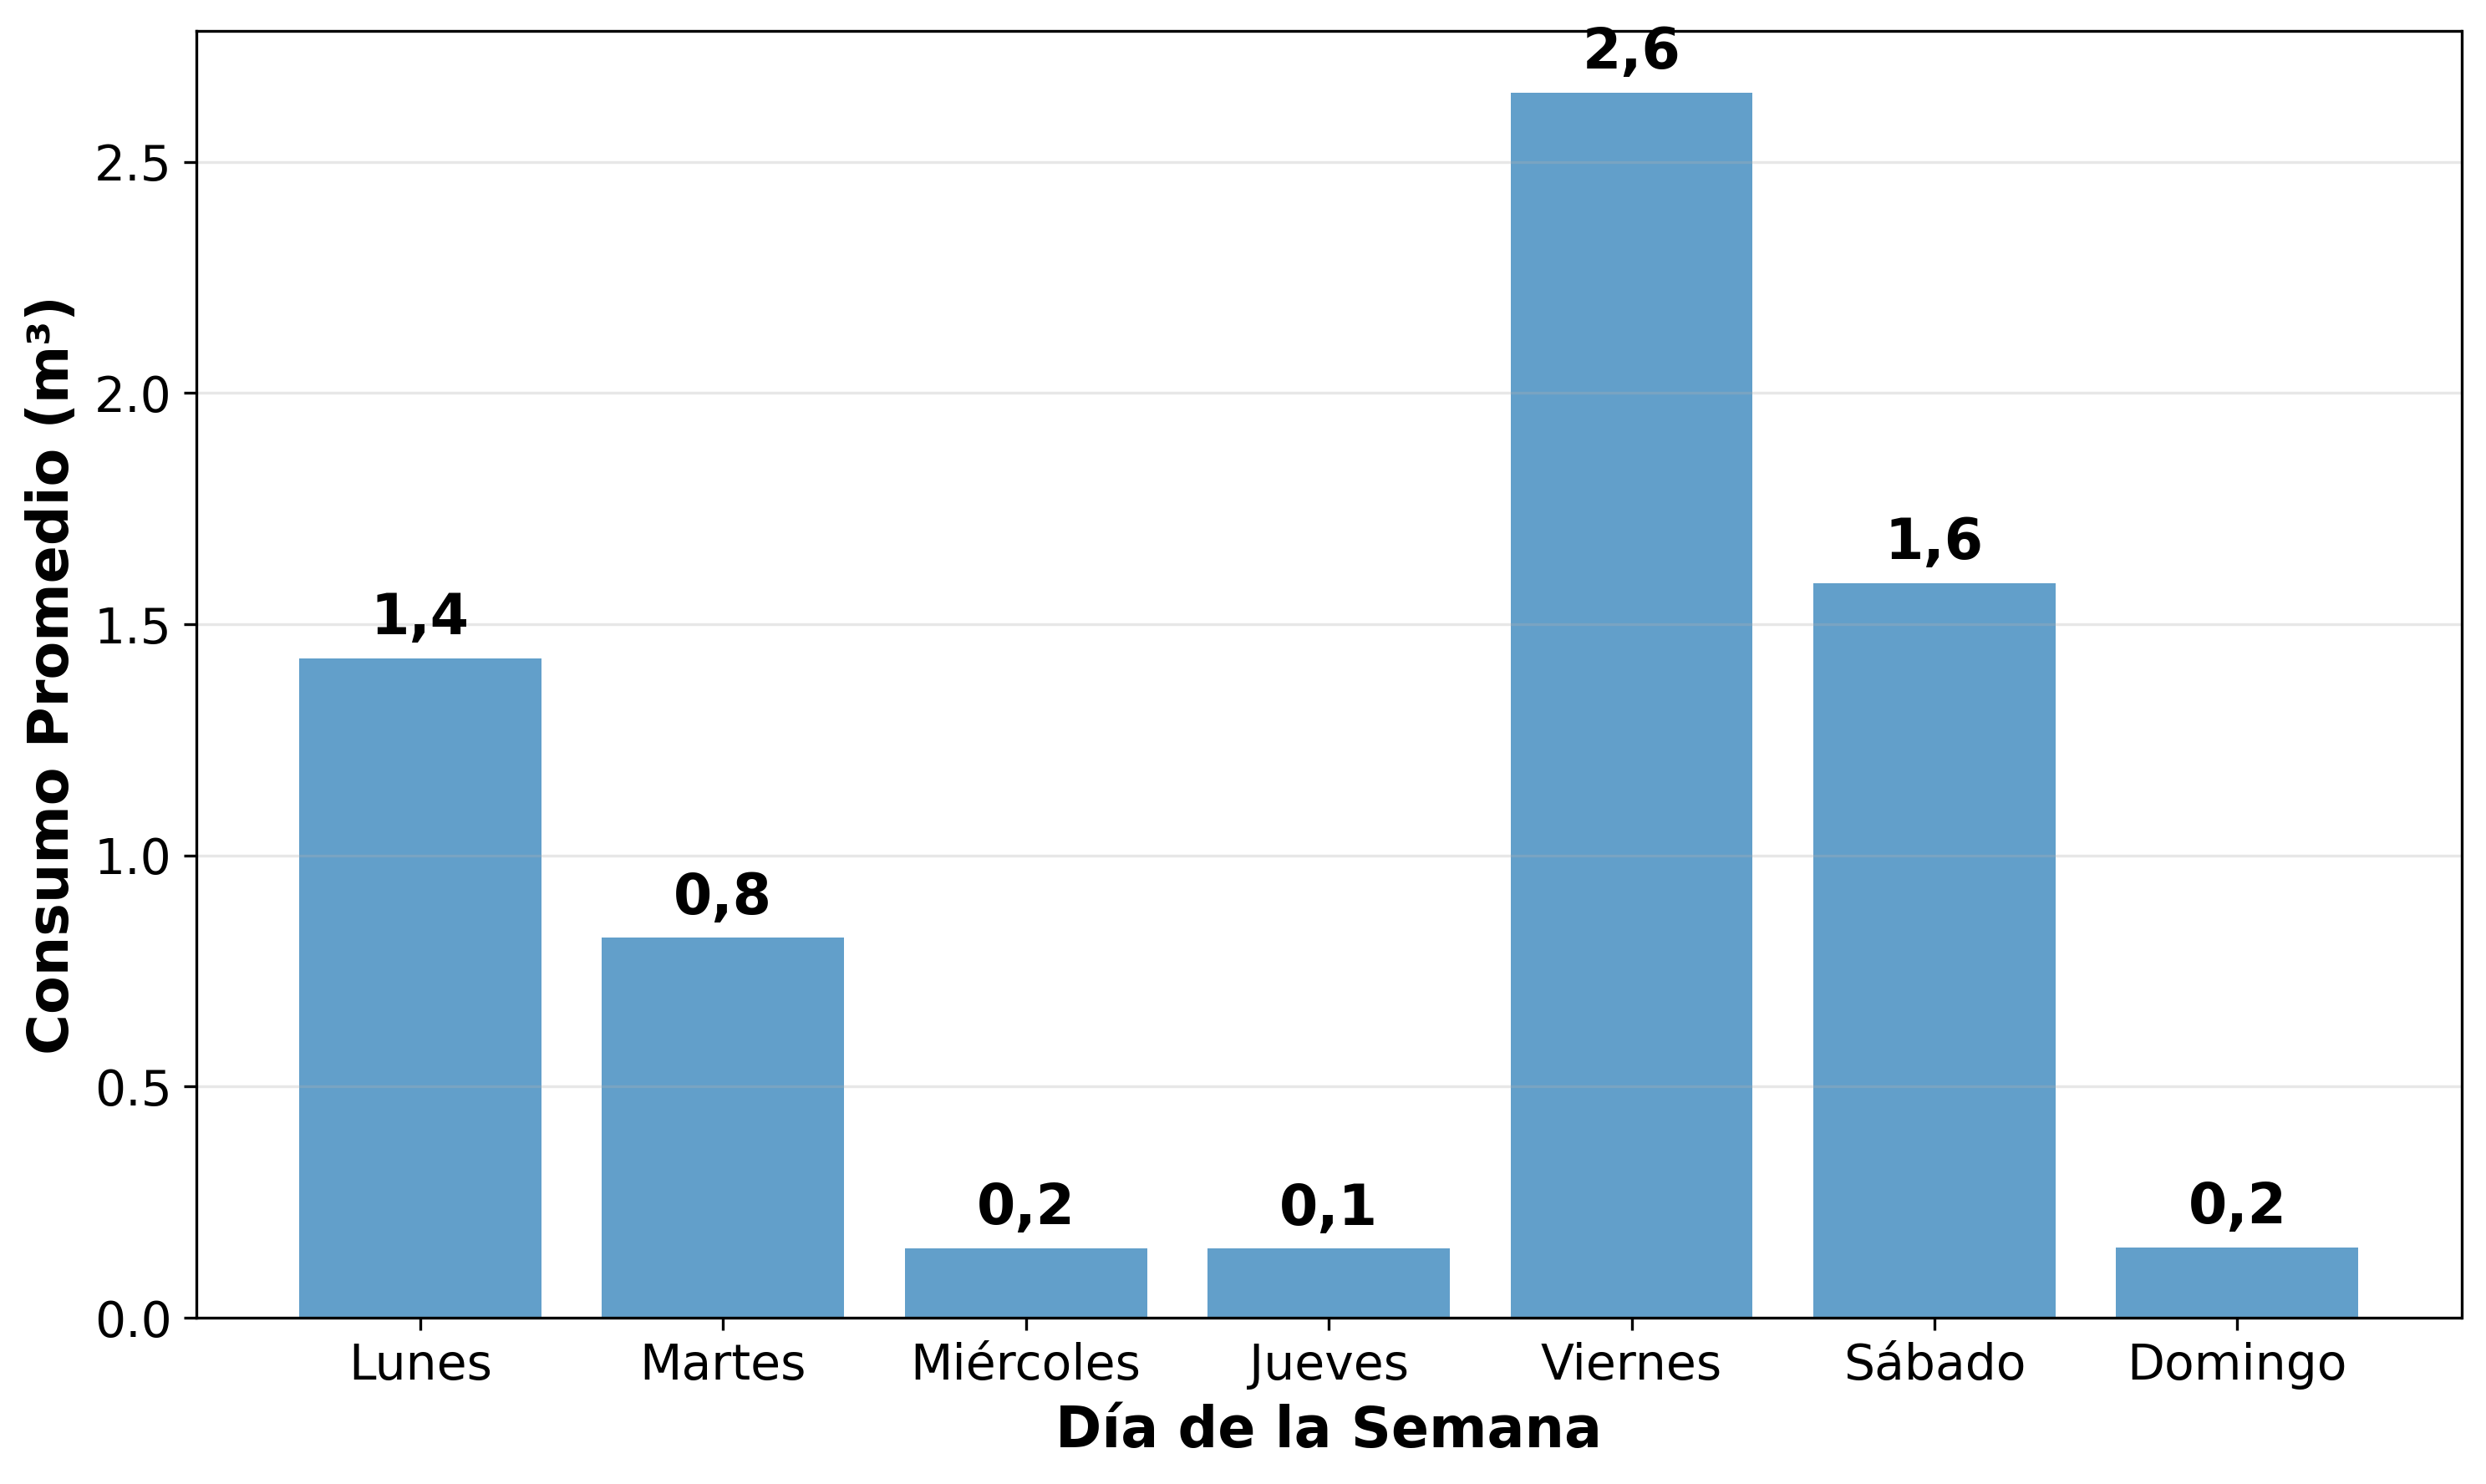 Consumo Promedio (m³)
2.5
2.0
1.5
1.0
0.5
0.0
1,4
0,8
0,2
0,1
2,6
1,6
0,2
Lunes
Martes
Miércoles
Jueves
Viernes
Sábado
Domingo
Día de la Semana